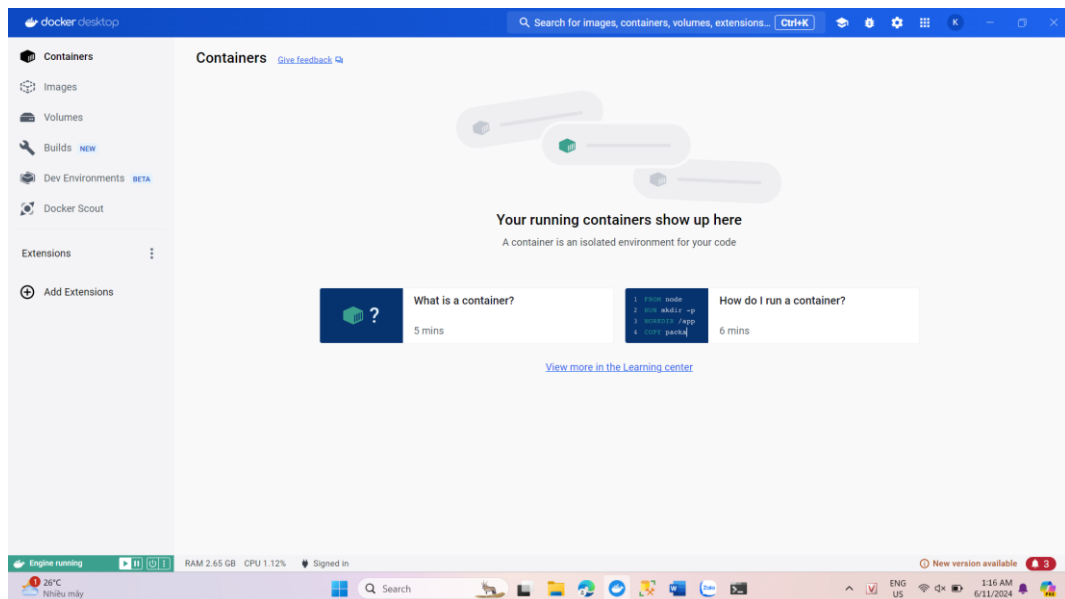 docker desktop
Search for images, containers, volumes, extensions... Ctrl+K
K
Containers
Images
Volumes
Builds NEW
Dev Environments BETA
Docker Scout
Extensions
Add Extensions
Containers Give feedback
Your running containers show up here
A container is an isolated environment for your code
?
What is a container?
5 mins
1 FROM node
2 RUN mkdir -p
3 WORKDIR /app
4 COPY packa
How do I run a container?
6 mins
View more in the Learning center
Engine running
RAM 2.65 GB CPU 1.12% Signed in
New version available 3
1
26°C
Nhiều mây
Search
Zalo
V
ENG
US
1:16 AM
6/11/2024
PRE